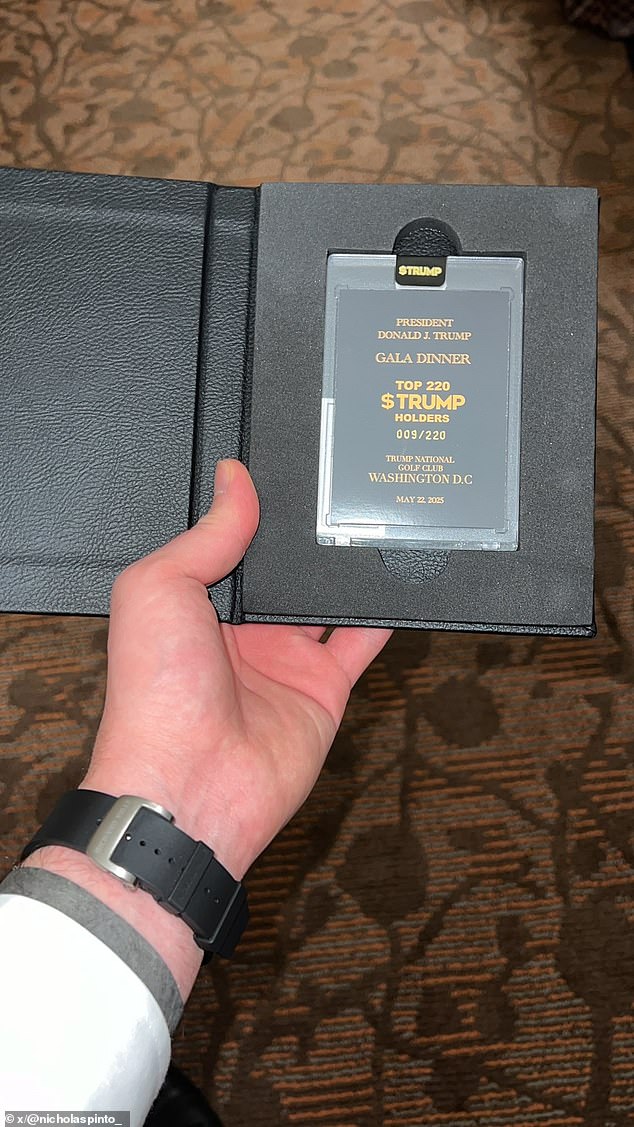 $TRUMP
PRESIDENT
DONALD J. TRUMP
GALA DINNER
TOP 220
$TRUMP
HOLDERS
009/220
TRUMP NATIONAL
GOLF CLUB
WASHINGTON D.C
MAY 22, 2025
© x/@nicholaspinto_